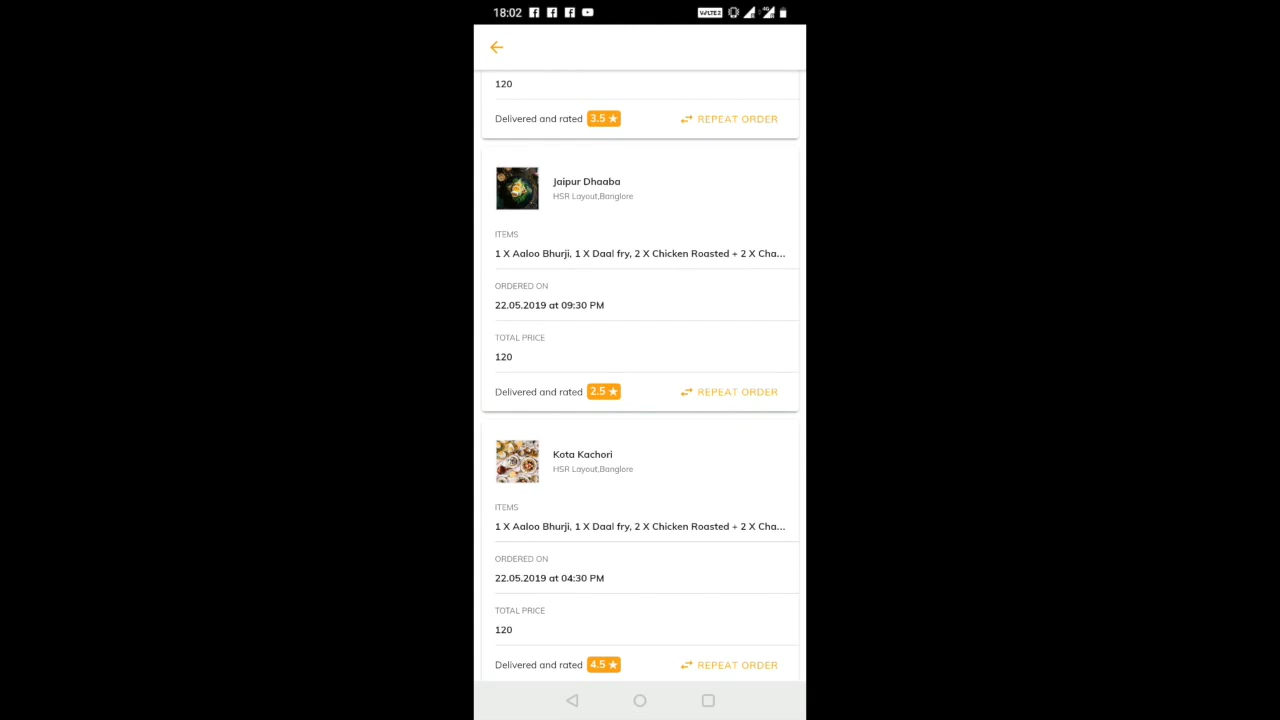 18:02
VoLTE2
4G
120
Delivered and rated 3.5 ★ REPEAT ORDER
Jaipur Dhaaba
HSR Layout,Banglore
ITEMS
1 X Aaloo Bhurji, 1 X Daal fry, 2 X Chicken Roasted + 2 X Cha...
ORDERED ON
22.05.2019 at 09:30 PM
TOTAL PRICE
120
Delivered and rated 2.5 ★ REPEAT ORDER
Kota Kachori
HSR Layout,Banglore
ITEMS
1 X Aaloo Bhurji, 1 X Daal fry, 2 X Chicken Roasted + 2 X Cha...
ORDERED ON
22.05.2019 at 04:30 PM
TOTAL PRICE
120
Delivered and rated 4.5 ★ REPEAT ORDER